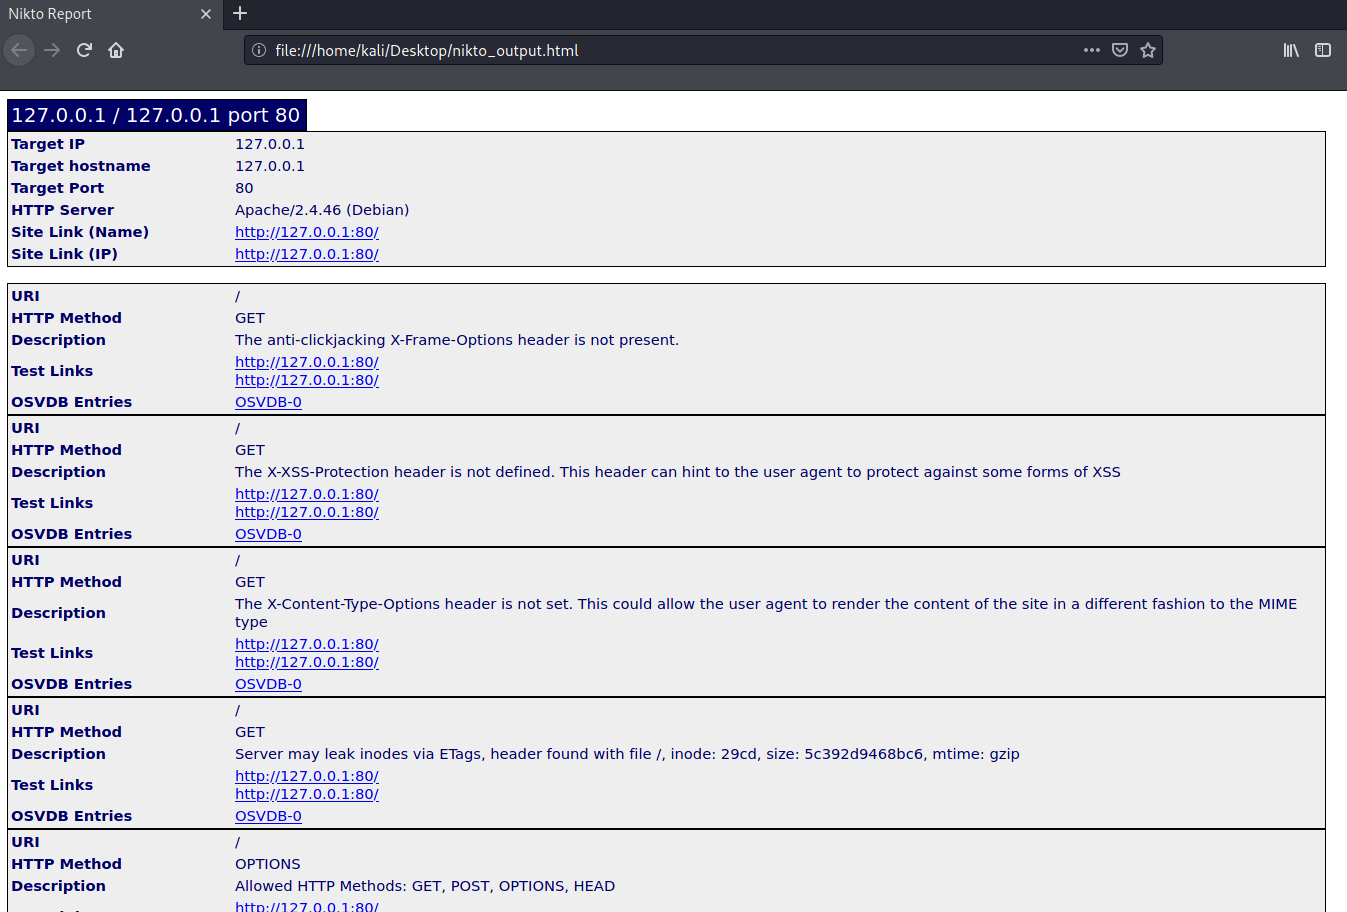 Nikto Report
file:///home/kali/Desktop/nikto_output.html
127.0.0.1 / 127.0.0.1 port 80
Target IP 127.0.0.1
Target hostname 127.0.0.1
Target Port 80
HTTP Server Apache/2.4.46 (Debian)
Site Link (Name) http://127.0.0.1:80/
Site Link (IP) http://127.0.0.1:80/
URI /
HTTP Method GET
Description The anti-clickjacking X-Frame-Options header is not present.
Test Links http://127.0.0.1:80/
http://127.0.0.1:80/
OSVDB Entries OSVDB-0
URI /
HTTP Method GET
Description The X-XSS-Protection header is not defined. This header can hint to the user agent to protect against some forms of XSS
Test Links http://127.0.0.1:80/
http://127.0.0.1:80/
OSVDB Entries OSVDB-0
URI /
HTTP Method GET
Description The X-Content-Type-Options header is not set. This could allow the user agent to render the content of the site in a different fashion to the MIME
type
Test Links http://127.0.0.1:80/
http://127.0.0.1:80/
OSVDB Entries OSVDB-0
URI /
HTTP Method GET
Description Server may leak inodes via ETags, header found with file /, inode: 29cd, size: 5c392d9468bc6, mtime: gzip
Test Links http://127.0.0.1:80/
http://127.0.0.1:80/
OSVDB Entries OSVDB-0
URI /
HTTP Method OPTIONS
Description Allowed HTTP Methods: GET, POST, OPTIONS, HEAD
http://127.0.0.1:80/